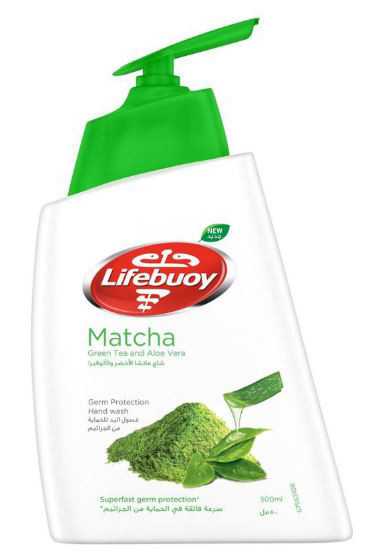 NEW
جديد
Lifebuoy
Matcha
Green Tea and Aloe Vera
شاي ماتشا الأخضر والألوفيرا
Germ Protection
Hand wash
غسول اليد للحماية
من الجراثيم
Superfast germ protection*
سرعة فائقة في الحماية من الجراثيم*
500ml
٥٠٠مل